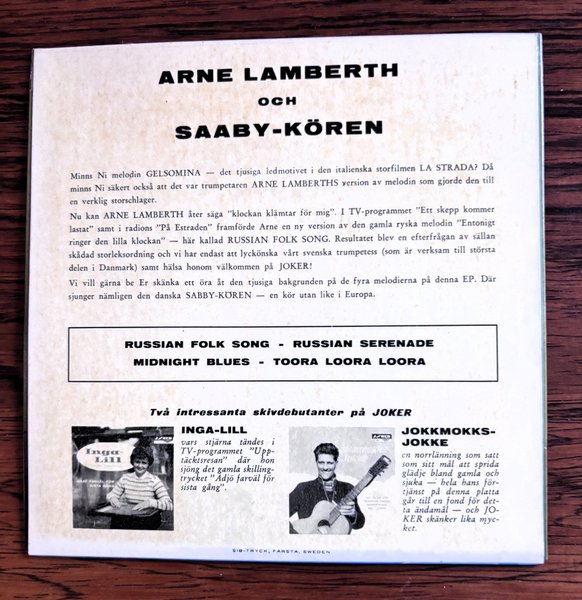 ARNE LAMBERTH
OCH
SAABY-KÖREN
Minns Ni melodin GELSOMINA — det tjusiga ledmotivet i den italienska storfilmen LA STRADA? Då
minns Ni säkert också att det var trumpetaren ARNE LAMBERTHS version av melodin som gjorde den till
en verklig storschlager.
Nu kan ARNE LAMBERTH åter säga "klockan klämtar för mig". I TV-programmet "Ett skepp kommer
lastat" samt i radions "På Estraden" framförde Arne en ny version av den gamla ryska melodin "Entonigt
ringer den lilla klockan" — här kallad RUSSIAN FOLK SONG. Resultatet blev en efterfrågan av sällan
skådad storleksordning och vi har endast att lyckönska vårt svenska trumpetess (som är verksam till största
delen i Danmark) samt hälsa honom välkommen på JOKER!
Vi vill gärna be Er skänka ett öra åt den tjusiga bakgrunden på de fyra melodierna på denna EP. Där
sjunger nämligen den danska SABBY-KÖREN — en kör utan like i Europa.
RUSSIAN FOLK SONG - RUSSIAN SERENADE
MIDNIGHT BLUES - TOORA LOORA LOORA
Två intressanta skivdebutanter på JOKER
INGA-LILL
vars stjärna tändes i
TV-programmet "Upp-
täcktsresan" där hon
sjöng det gamla skilling-
trycket "Adjö farväl för
sista gång".
Inga-
Lill
JOKKMOKKS-
JOKKE
en norrlänning som satt
som sitt mål att sprida
glädje bland gamla och
sjuka — hela hans för-
tjänst på denna platta
går till en fond för det-
ta ändamål — och JO-
KER skänker lika myc-
ket.
SIB-TRYCK, FARSTA, SWEDEN